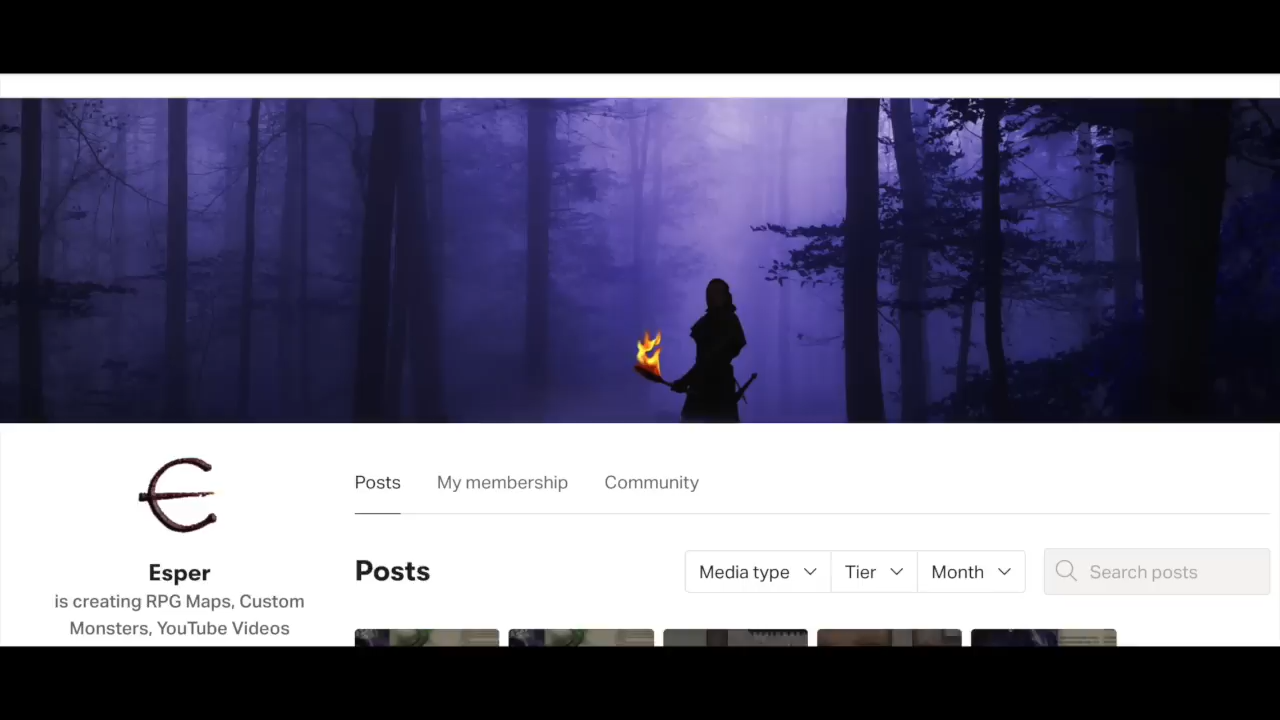 Posts My membership Community
Esper
is creating RPG Maps, Custom
Monsters, YouTube Videos
Posts
Media type Tier Month Search posts